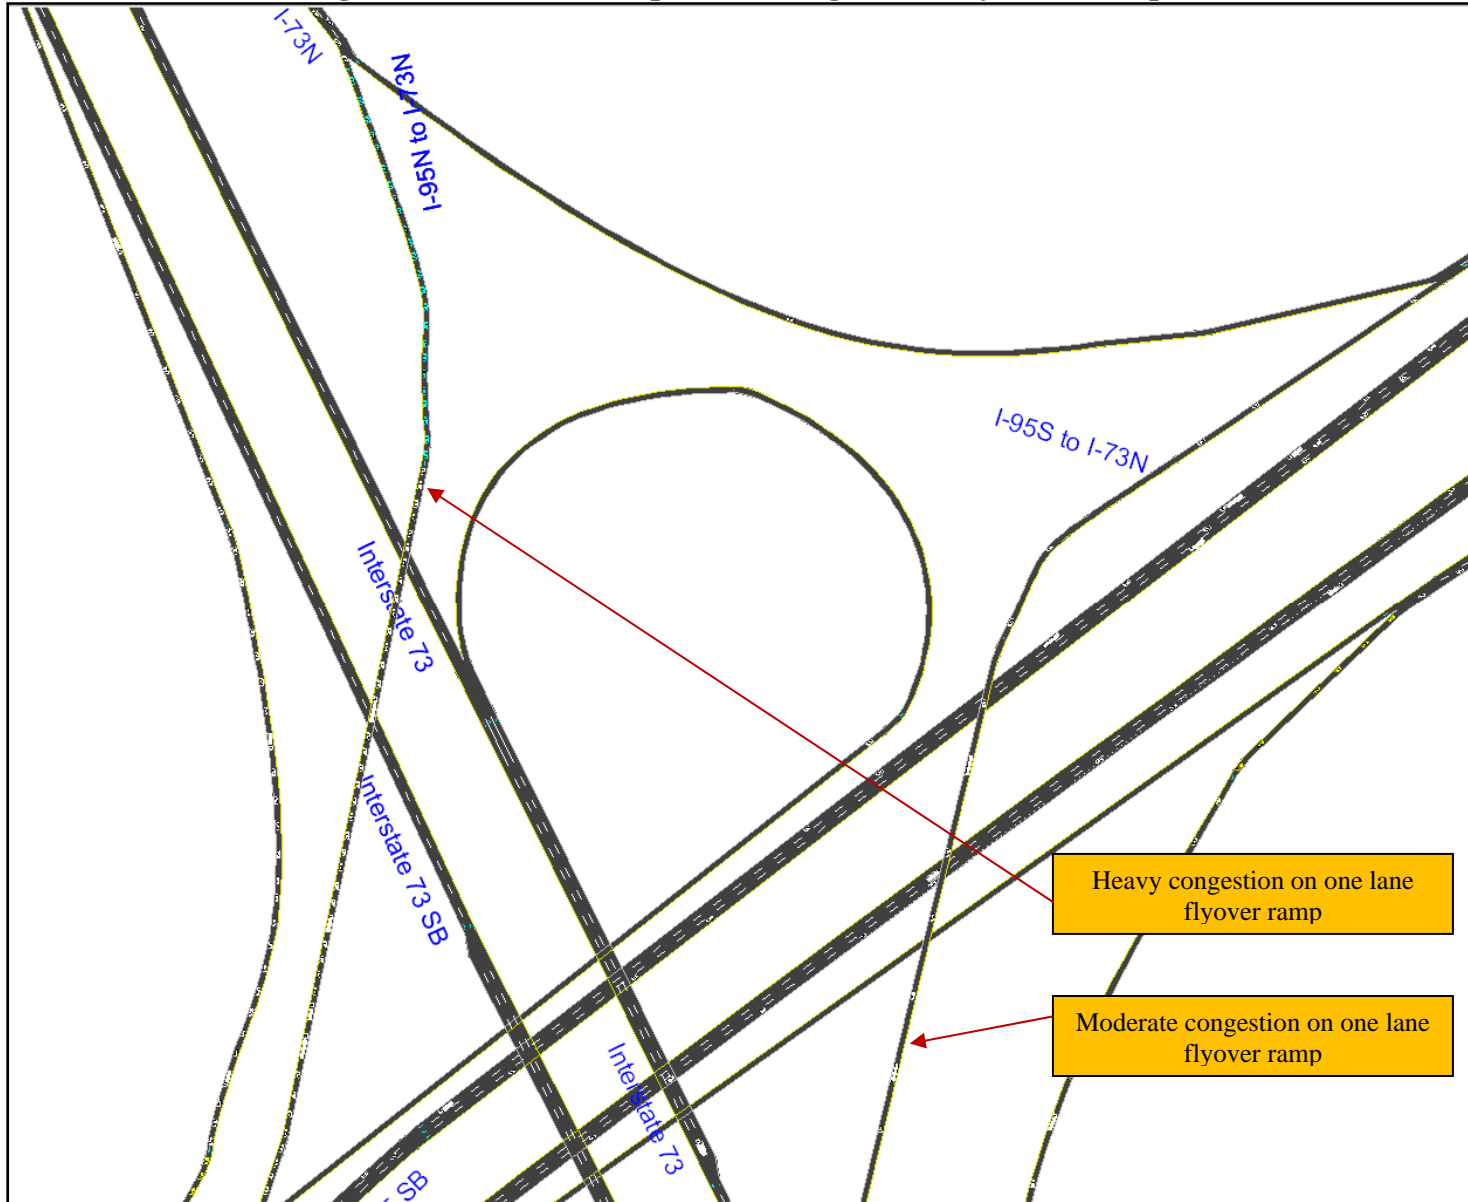 I-73N
I-95N to I-73N
I-95S to I-73N
Interstate 73
Interstate 73 SB
Heavy congestion on one lane
flyover ramp
Moderate congestion on one lane
flyover ramp
Interstate 73
SB